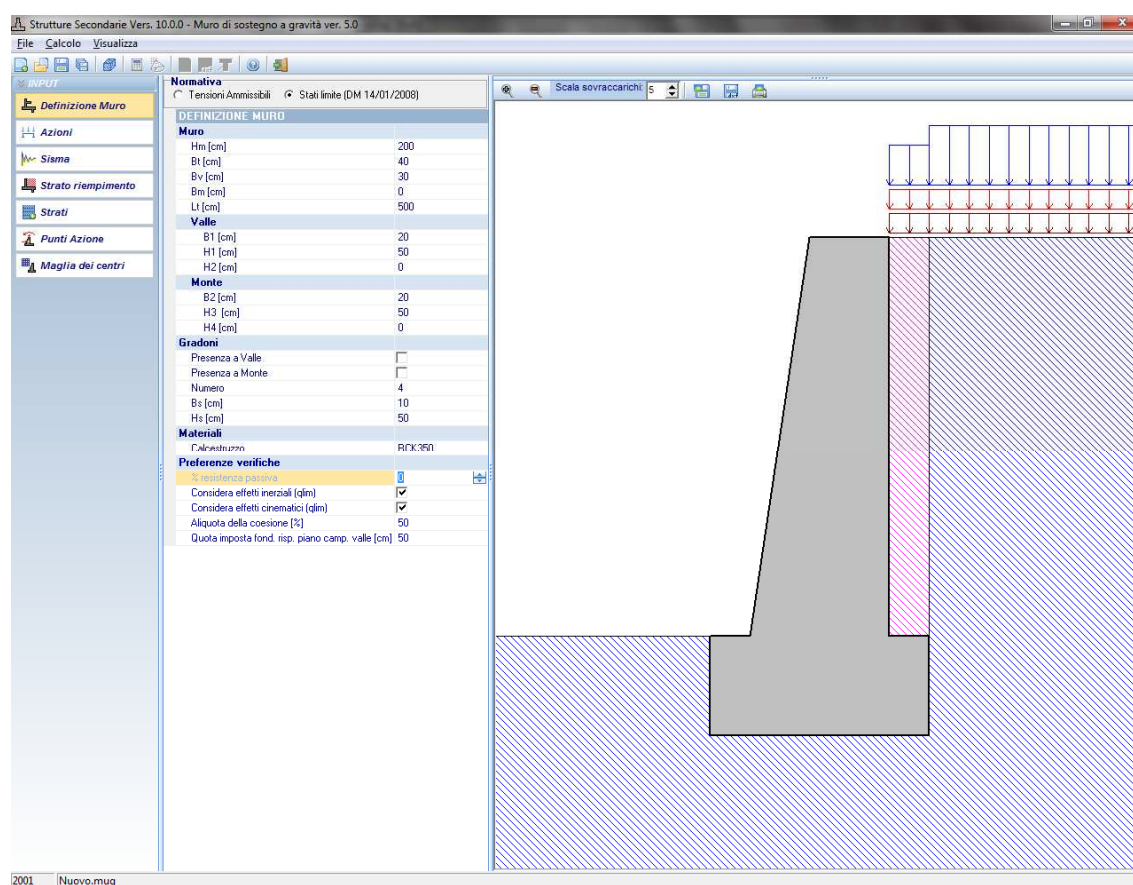 Strutture Secondarie Vers. 10.0.0 - Muro di sostegno a gravità ver. 5.0
File Calcolo Visualizza
INPUT
Definizione Muro
Azioni
Sisma
Strato riempimento
Strati
Punti Azione
Maglia dei centri
Normativa
Tensioni Ammissibili Stati limite (DM 14/01/2008)
DEFINIZIONE MURO
Muro
Hm [cm] 200
Bt [cm] 40
Bv [cm] 30
Bm [cm] 0
Lt [cm] 500
Valle
B1 [cm] 20
H1 [cm] 50
H2 [cm] 0
Monte
B2 [cm] 20
H3 [cm] 50
H4 [cm] 0
Gradoni
Presenza a Valle
Presenza a Monte
Numero 4
Bs [cm] 10
Hs [cm] 50
Materiali
Calcestruzzo RCK350
Preferenze verifiche
% resistenza passiva 0
Considera effetti inerziali (qlim)
Considera effetti cinematici (qlim)
Aliquota della coesione [%] 50
Quota imposta fond. risp. piano camp. valle [cm] 50
Scala sovraccarichi: 5
2001 Nuovo.mug